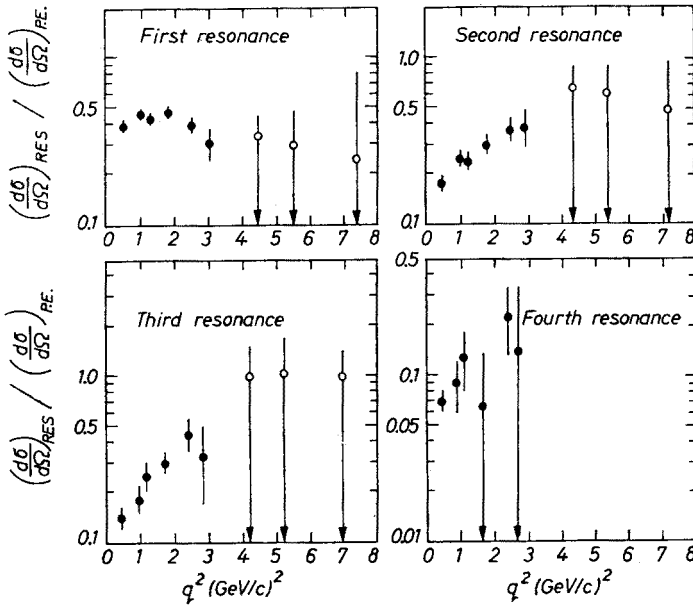 First resonance
(dσ/dΩ)RES / (dσ/dΩ)P.E.
0.5
0.1
0 1 2 3 4 5 6 7 8
Second resonance
1.0
0.5
0.1
0 1 2 3 4 5 6 7 8
Third resonance
(dσ/dΩ)RES / (dσ/dΩ)P.E.
1.0
0.5
0.1
0 1 2 3 4 5 6 7 8
q² (GeV/c)²
Fourth resonance
0.5
0.1
0.05
0.01
0 1 2 3 4 5 6 7 8
q² (GeV/c)²